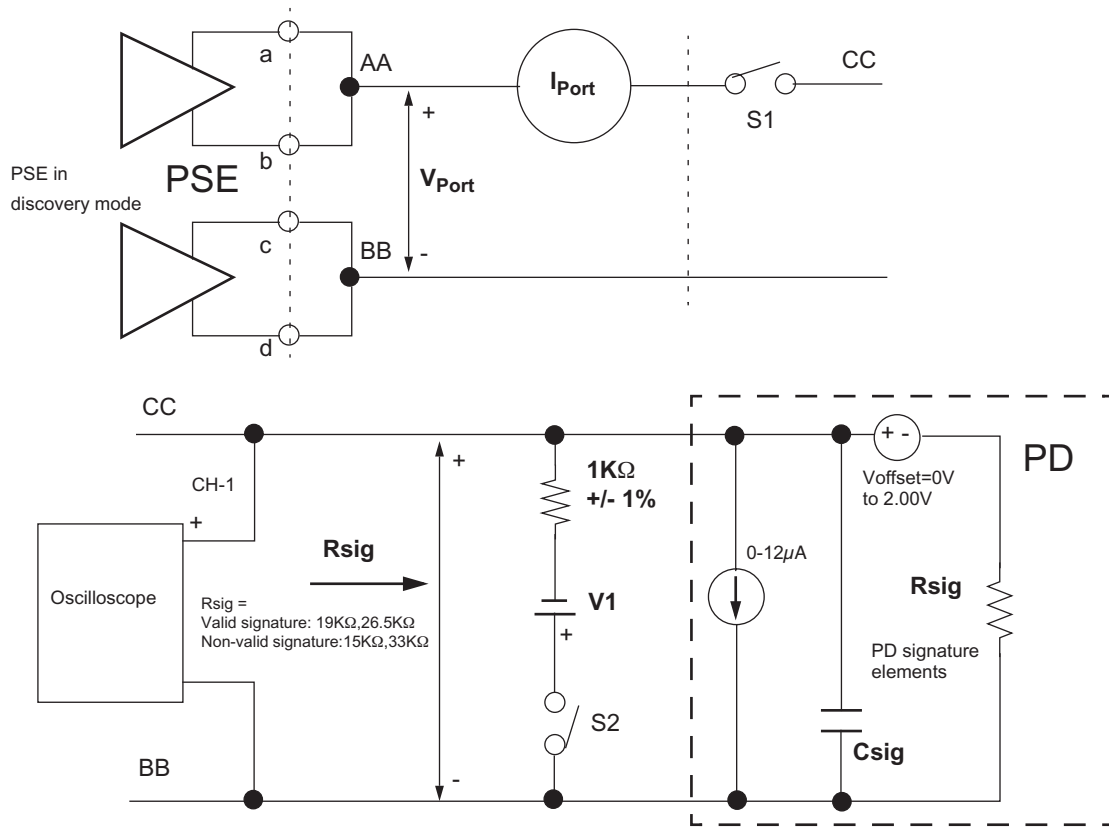 a
AA
I Port
CC
S1
+
b
PSE in
discovery mode
PSE
V Port
c
BB
-
d
CC
+
+ -
PD
CH-1
1KΩ
+/- 1%
Voffset=0V
to 2.00V
+
Rsig
0-12µA
Oscilloscope
Rsig =
Valid signature: 19KΩ,26.5KΩ
Non-valid signature:15KΩ,33KΩ
V1
+
Rsig
PD signature
elements
S2
Csig
BB
-